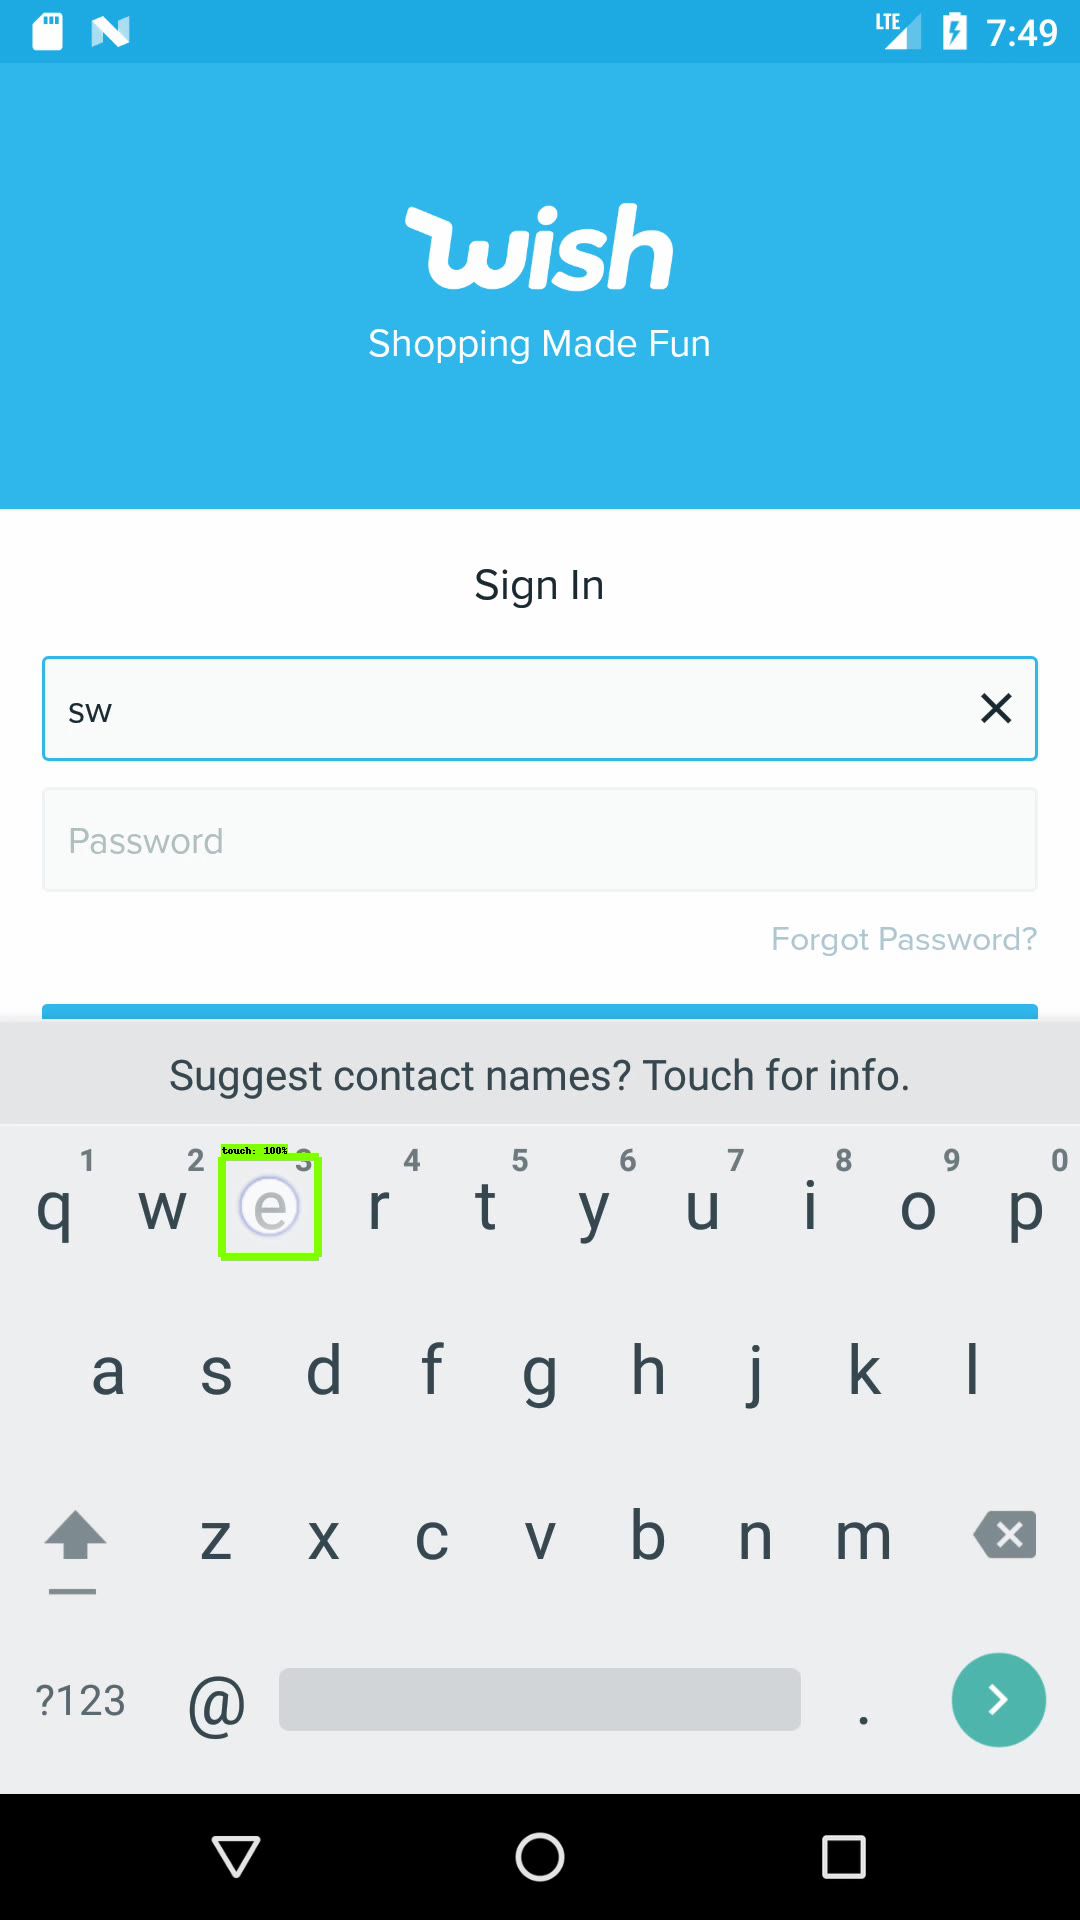 LTE 7:49
wish
Shopping Made Fun
Sign In
sw
Password
Forgot Password?
Suggest contact names? Touch for info.
touch: 100%
1 2 3 4 5 6 7 8 9 0
q w e r t y u i o p
a s d f g h j k l
z x c v b n m
?123 @ .